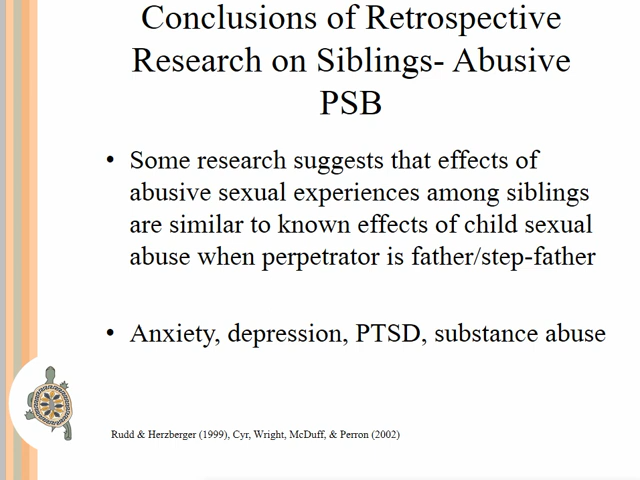 Conclusions of Retrospective
Research on Siblings- Abusive
PSB
• Some research suggests that effects of
abusive sexual experiences among siblings
are similar to known effects of child sexual
abuse when perpetrator is father/step-father
• Anxiety, depression, PTSD, substance abuse
Rudd & Herzberger (1999), Cyr, Wright, McDuff, & Perron (2002)